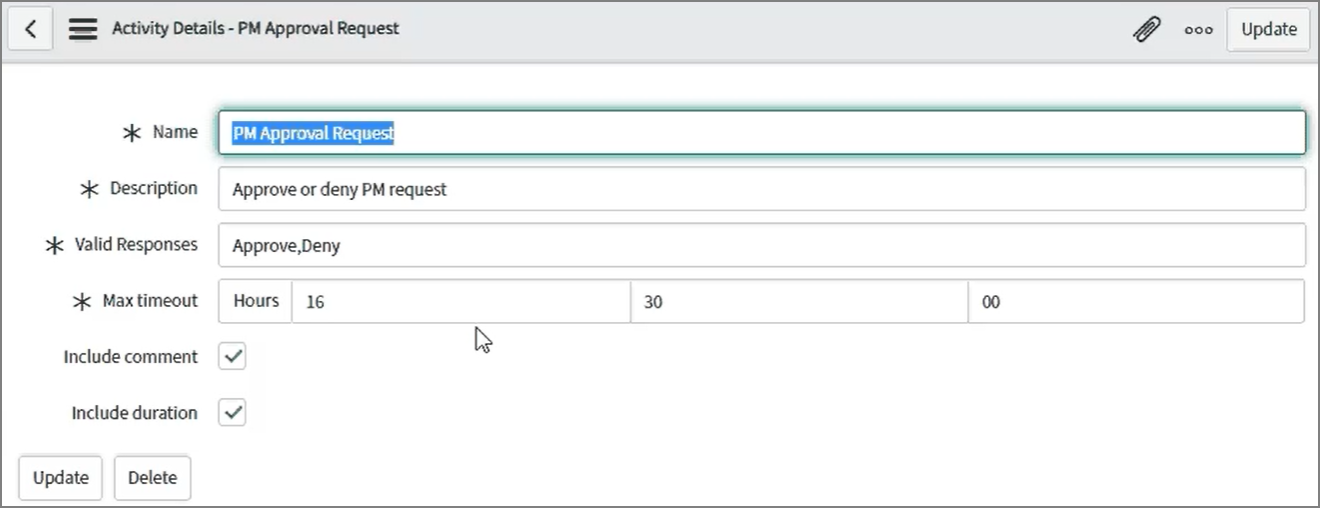 Activity Details - PM Approval Request
Update
Name PM Approval Request
Description Approve or deny PM request
Valid Responses Approve,Deny
Max timeout Hours 16 30 00
Include comment
Include duration
Update Delete